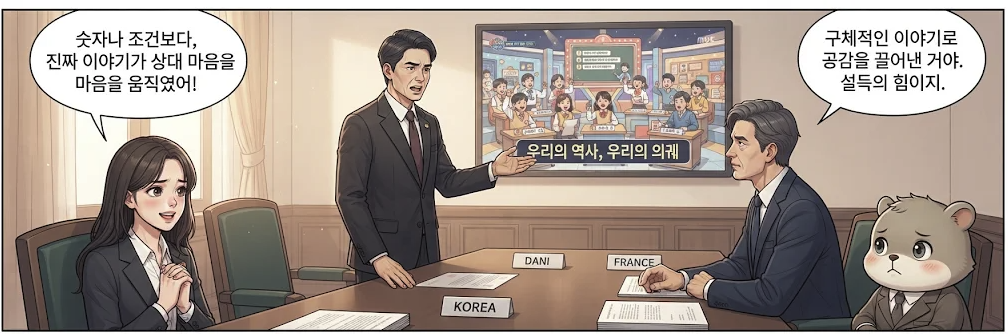 숫자나 조건보다,
진짜 이야기가 상대 마음을
마음을 움직였어!
구체적인 이야기로
공감을 끌어낸 거야.
설득의 힘이지.
우리의 역사, 우리의 의궤
DANI
FRANCE
KOREA